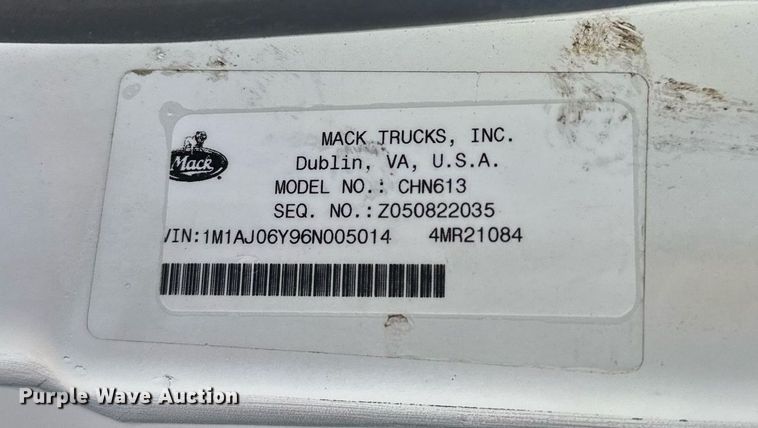 MACK TRUCKS, INC.
Mack
Dublin, VA, U.S.A.
MODEL NO.: CHN613
SEQ. NO.:Z050822035
VIN:1M1AJ06Y96N005014 4MR21084
Purple Wave Auction